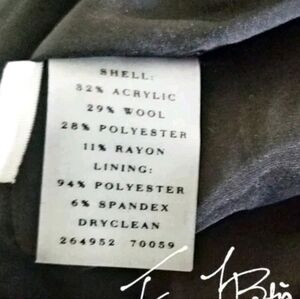 SHELL:
32% ACRYLIC
29% WOOL
28% POLYESTER
11% RAYON
LINING:
94% POLYESTER
6% SPANDEX
DRYCLEAN
264952 70059